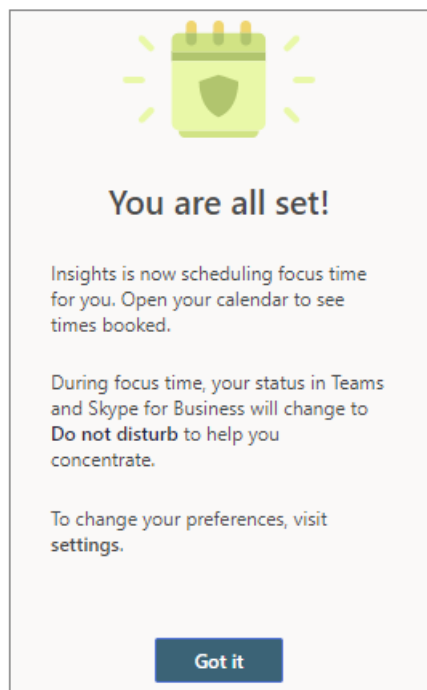 You are all set!
Insights is now scheduling focus time
for you. Open your calendar to see
times booked.
During focus time, your status in Teams
and Skype for Business will change to
Do not disturb to help you
concentrate.
To change your preferences, visit
settings.
Got it